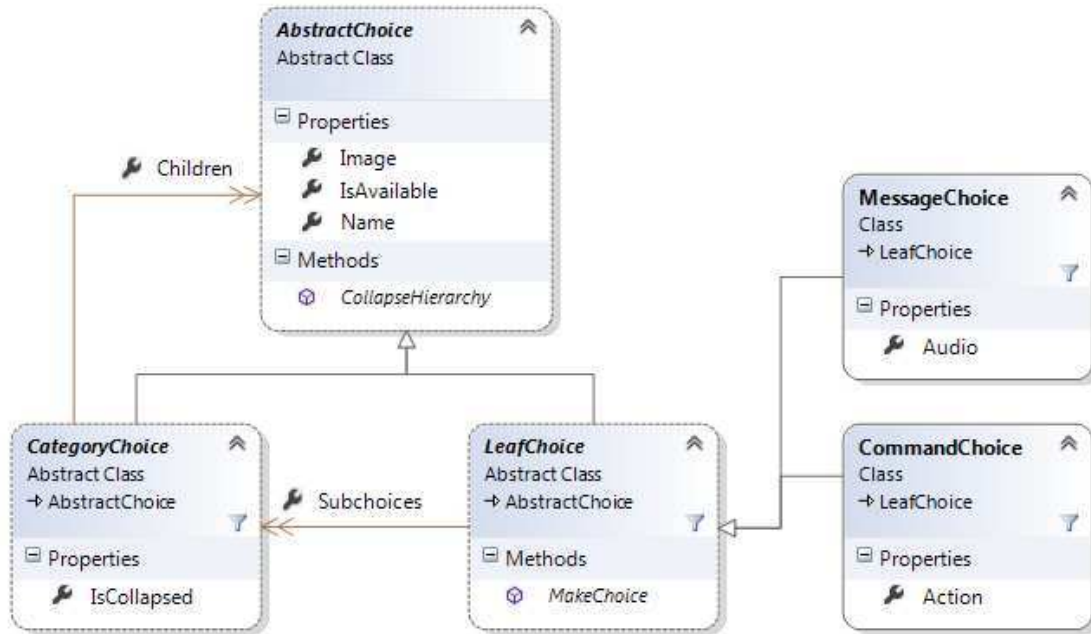 AbstractChoice
Abstract Class
Properties
Image
IsAvailable
Name
Methods
CollapseHierarchy
Children
MessageChoice
Class
LeafChoice
Properties
Audio
CategoryChoice
Abstract Class
AbstractChoice
Properties
IsCollapsed
Subchoices
LeafChoice
Abstract Class
AbstractChoice
Methods
MakeChoice
CommandChoice
Class
LeafChoice
Properties
Action